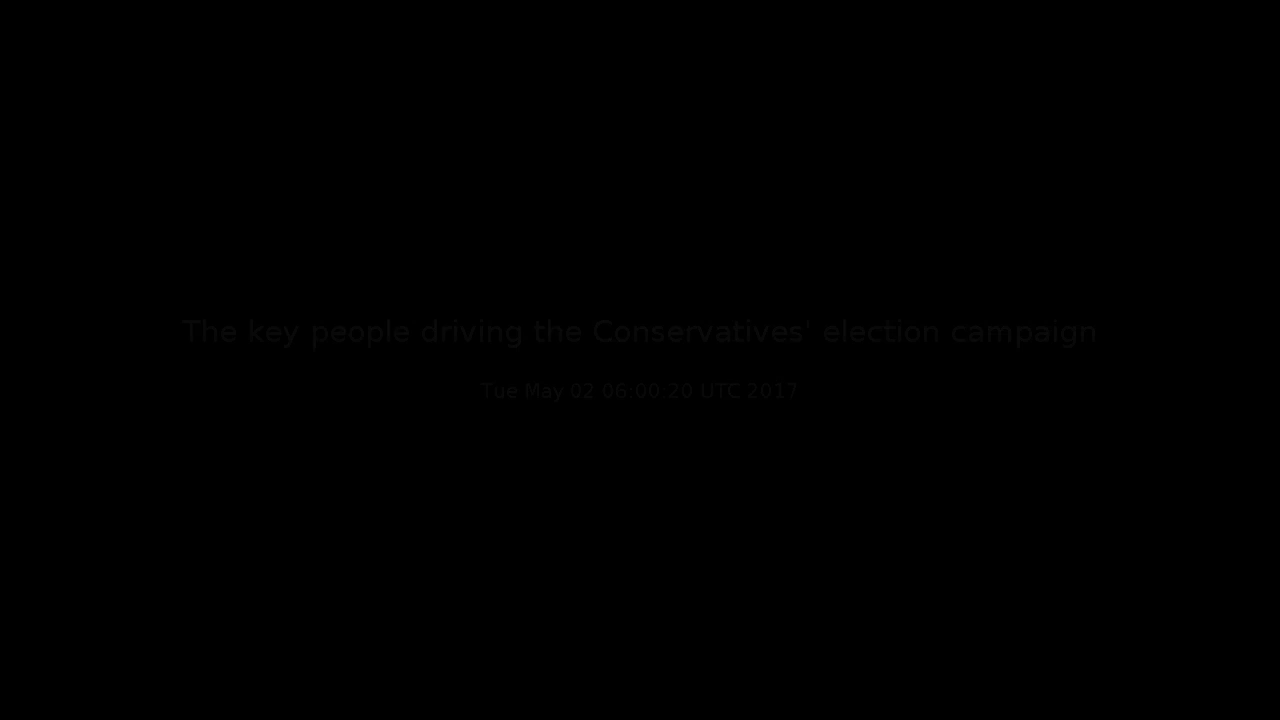 The key people driving the Conservatives' election campaign
Tue May 02 06:00:20 UTC 2017